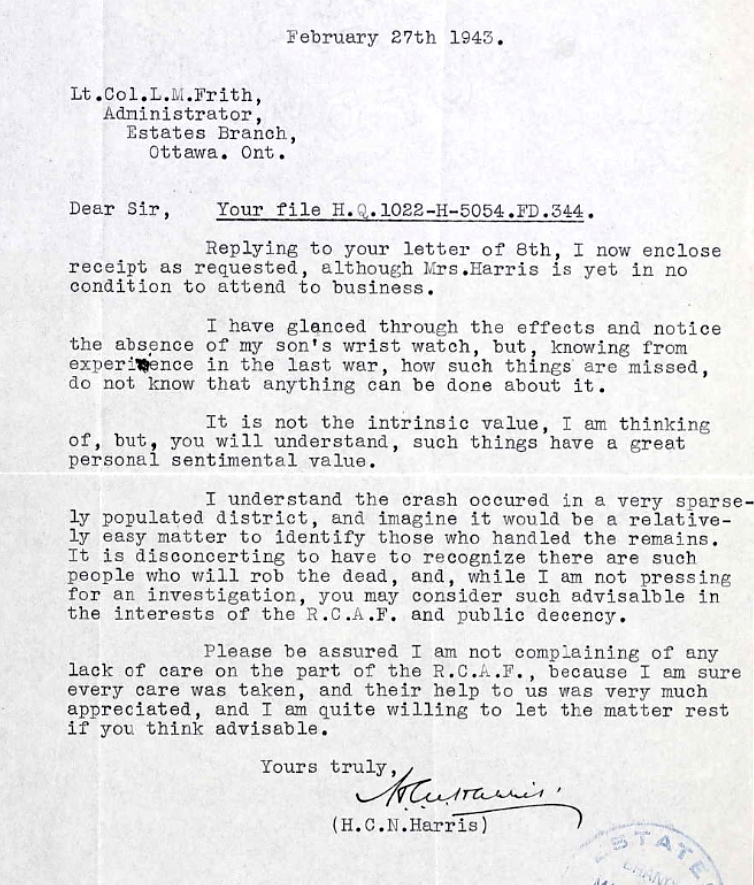 February 27th 1943.
Lt.Col.L.M.Frith,
Administrator,
Estates Branch,
Ottawa. Ont.
Dear Sir, Your file H.Q.1022-H-5054.FD.344.
Replying to your letter of 8th, I now enclose
receipt as requested, although Mrs.Harris is yet in no
condition to attend to business.
I have glanced through the effects and notice
the absence of my son's wrist watch, but, knowing from
experience in the last war, how such things are missed,
do not know that anything can be done about it.
It is not the intrinsic value, I am thinking
of, but, you will understand, such things have a great
personal sentimental value.
I understand the crash occured in a very sparse-
ly populated district, and imagine it would be a relative-
ly easy matter to identify those who handled the remains.
It is disconcerting to have to recognize there are such
people who will rob the dead, and, while I am not pressing
for an investigation, you may consider such advisalble in
the interests of the R.C.A.F. and public decency.
Please be assured I am not complaining of any
lack of care on the part of the R.C.A.F., because I am sure
every care was taken, and their help to us was very much
appreciated, and I am quite willing to let the matter rest
if you think advisable.
Yours truly,
H.C.N.Harris.
(H.C.N.Harris)
ESTATE
BRANC